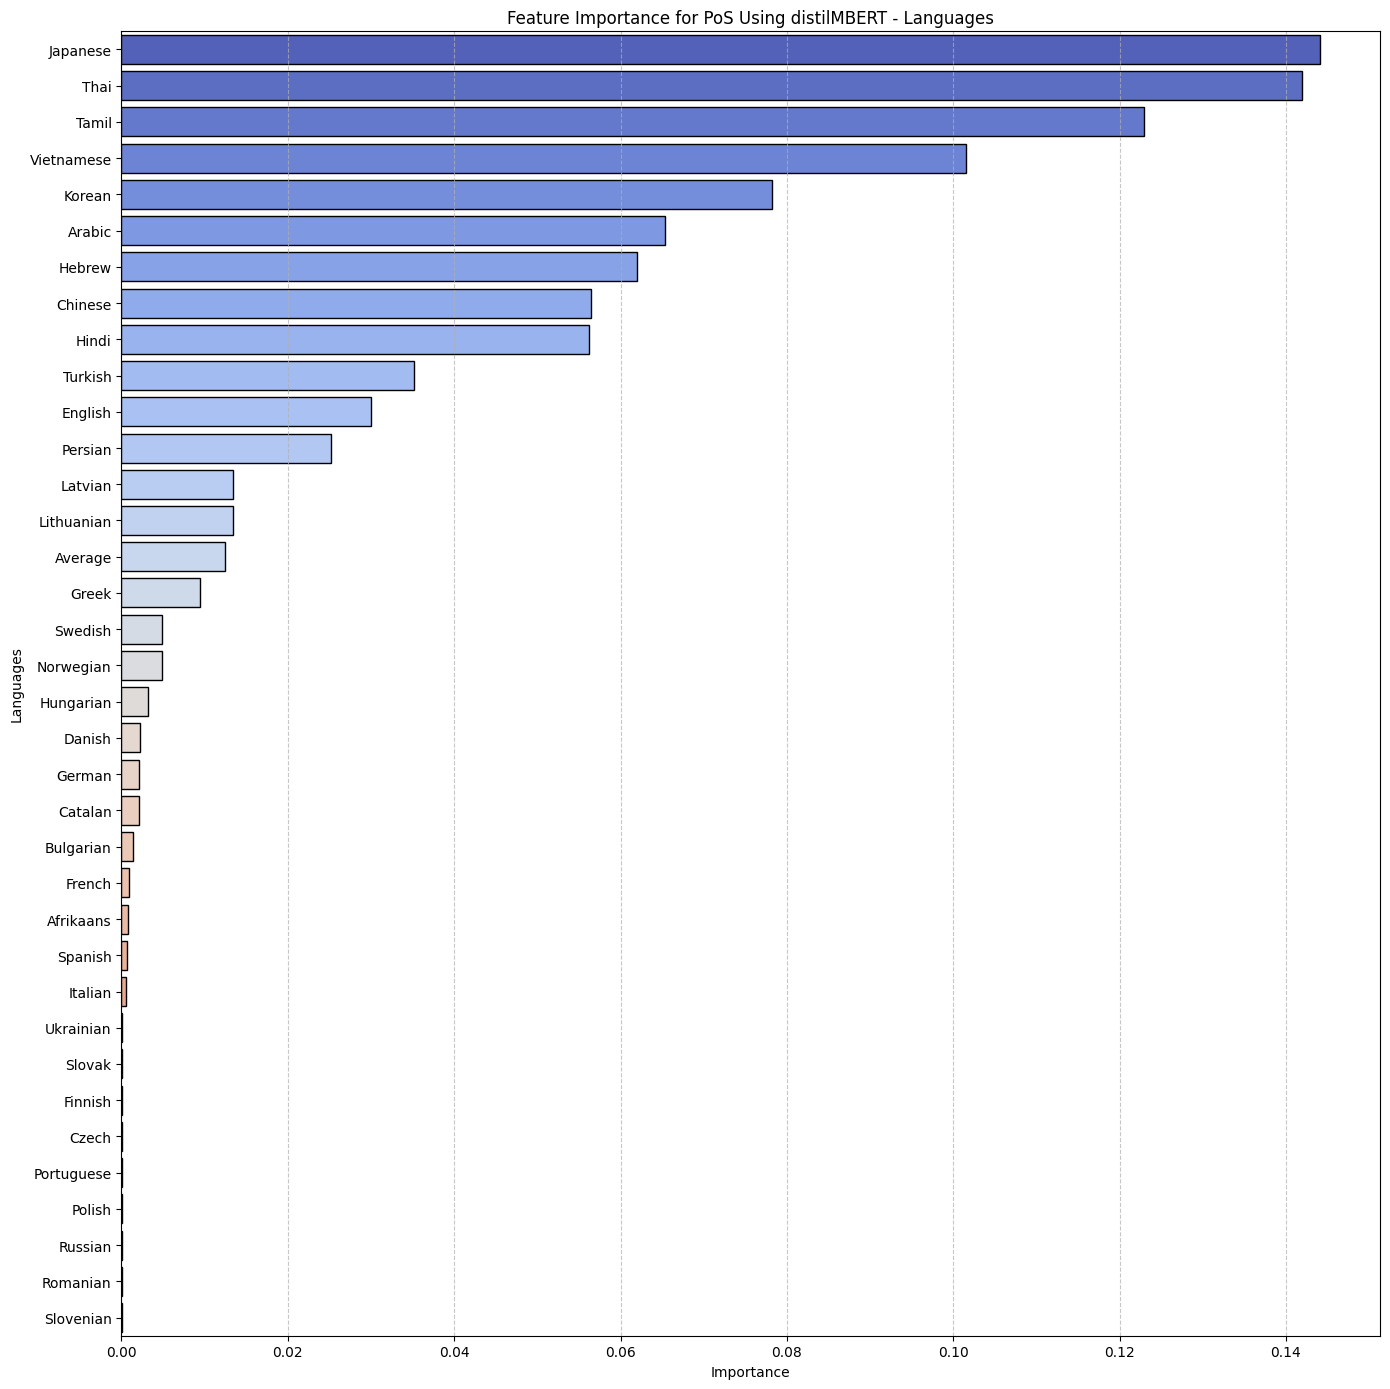 Feature Importance for PoS Using distilMBERT - Languages
Japanese
Thai
Tamil
Vietnamese
Korean
Arabic
Hebrew
Chinese
Hindi
Turkish
English
Persian
Latvian
Lithuanian
Average
Greek
Swedish
Norwegian
Hungarian
Danish
German
Catalan
Bulgarian
French
Afrikaans
Spanish
Italian
Ukrainian
Slovak
Finnish
Czech
Portuguese
Polish
Russian
Romanian
Slovenian
Languages
0.00 0.02 0.04 0.06 0.08 0.10 0.12 0.14
Importance